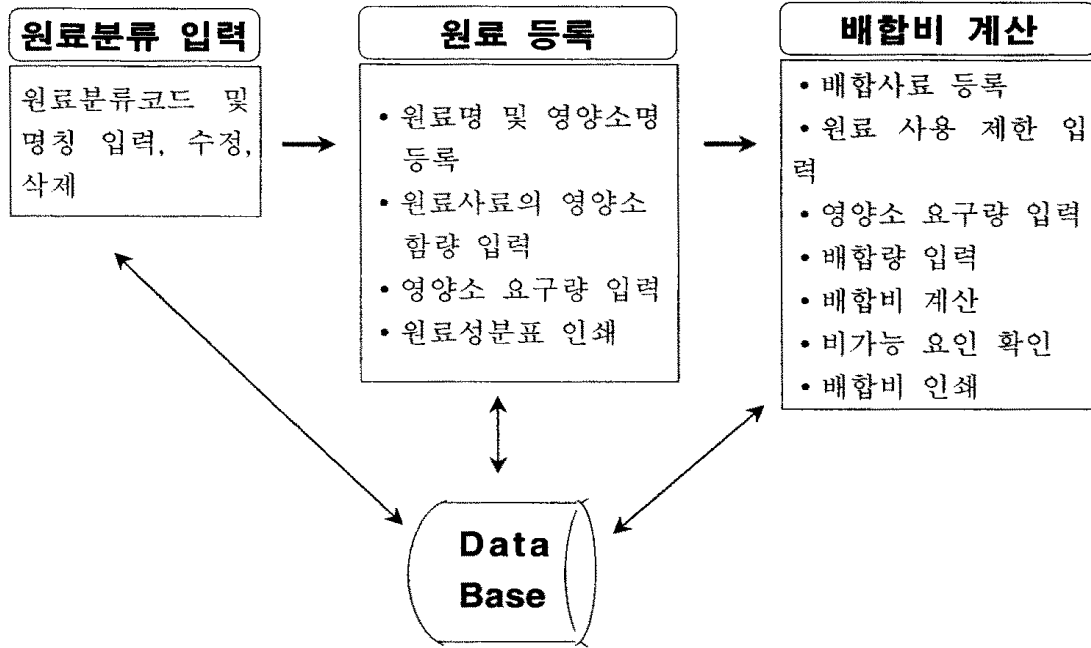 원료분류 입력
원료분류코드 및
명칭 입력, 수정,
삭제
원료 등록
• 원료명 및 영양소명
등록
• 원료사료의 영양소
함량 입력
• 영양소 요구량 입력
• 원료성분표 인쇄
배합비 계산
• 배합사료 등록
• 원료 사용 제한 입
력
• 영양소 요구량 입력
• 배합량 입력
• 배합비 계산
• 비가능 요인 확인
• 배합비 인쇄
Data
Base